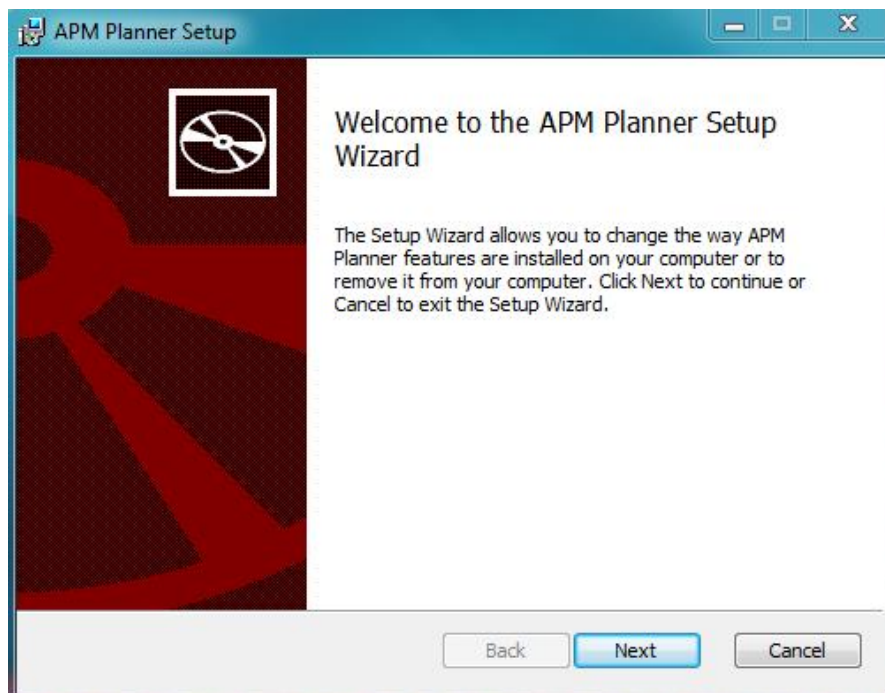 APM Planner Setup
Welcome to the APM Planner Setup
Wizard
The Setup Wizard allows you to change the way APM
Planner features are installed on your computer or to
remove it from your computer. Click Next to continue or
Cancel to exit the Setup Wizard.
Back Next Cancel